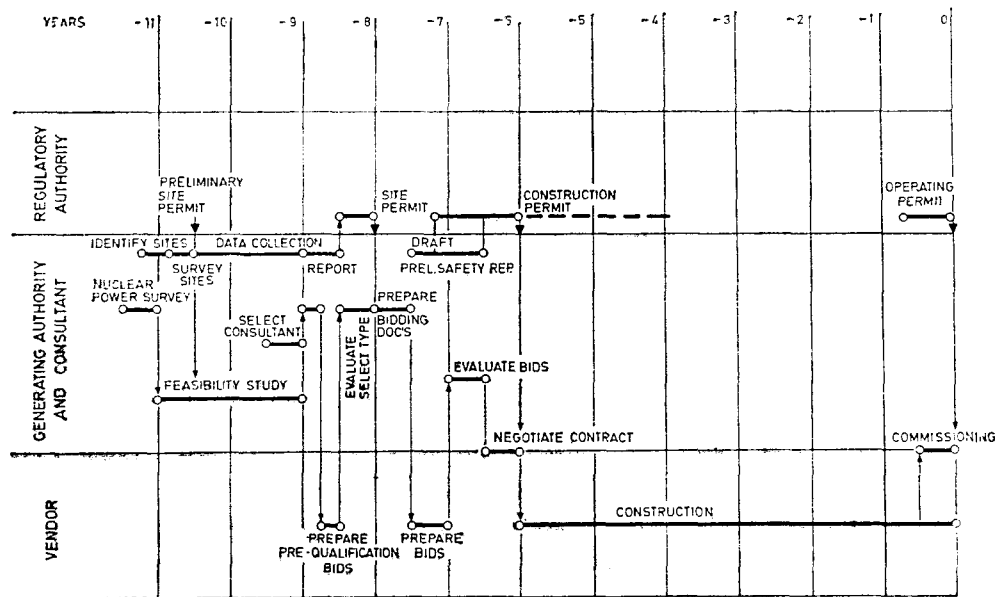 YEARS -11 -10 -9 -8 -7 -6 -5 -4 -3 -2 -1 0
REGULATORY
AUTHORITY
PRELIMINARY
SITE
PERMIT
SITE
PERMIT
CONSTRUCTION
PERMIT
OPERATING
PERMIT
GENERATING AUTHORITY
AND CONSULTANT
IDENTIFY SITES
DATA COLLECTION
SURVEY
SITES
REPORT
DRAFT
PREL. SAFETY REP.
NUCLEAR
POWER SURVEY
SELECT
CONSULTANT
EVALUATE
SELECT TYPE
PREPARE
BIDDING
DOC'S
FEASIBILITY STUDY
EVALUATE BIDS
NEGOTIATE CONTRACT
COMMISSIONING
VENDOR
PREPARE
PRE-QUALIFICATION
BIDS
PREPARE
BIDS
CONSTRUCTION